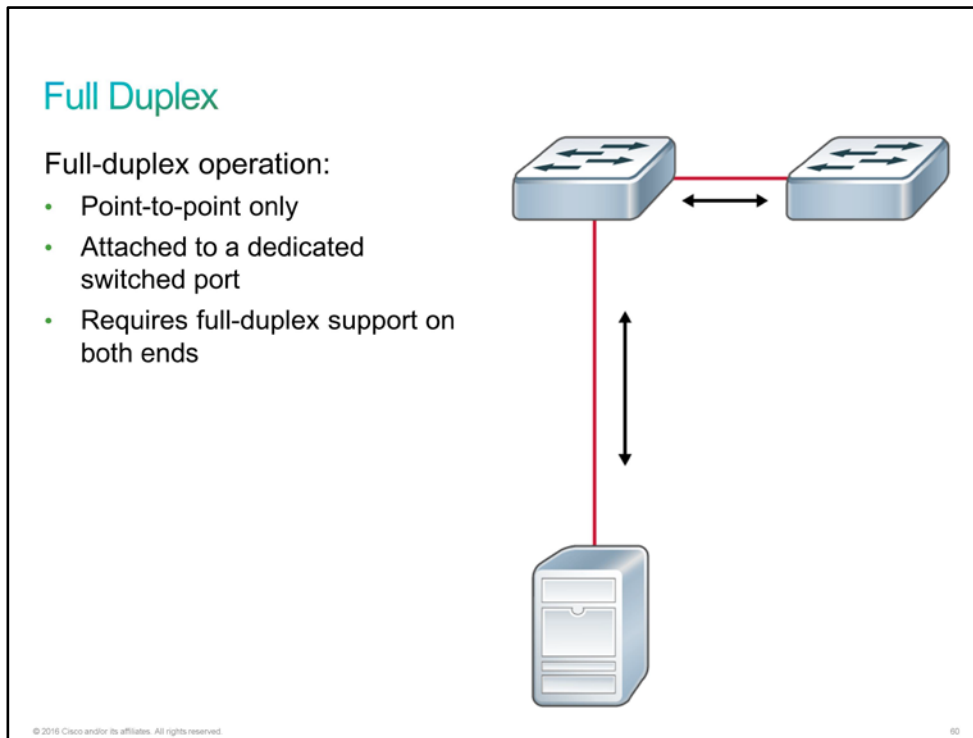 Full Duplex
Full-duplex operation:
• Point-to-point only
• Attached to a dedicated
switched port
• Requires full-duplex support on
both ends
© 2016 Cisco and/or its affiliates. All rights reserved.
60